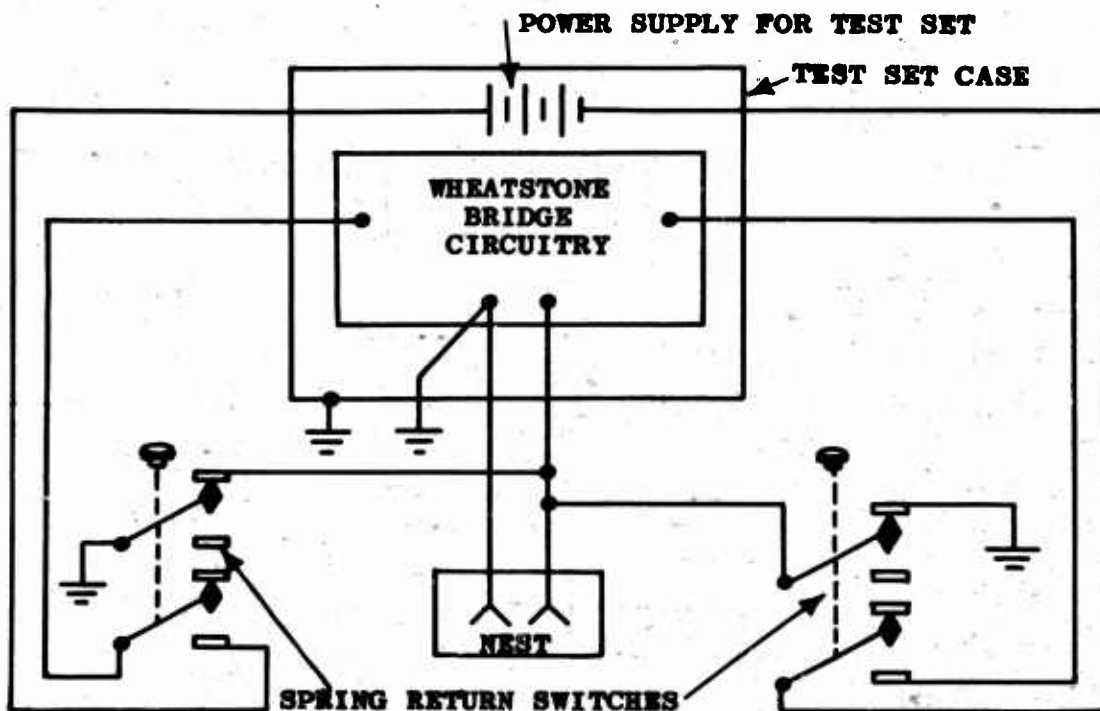 POWER SUPPLY FOR TEST SET
TEST SET CASE
WHEATSTONE
BRIDGE
CIRCUITRY
NEST
SPRING RETURN SWITCHES